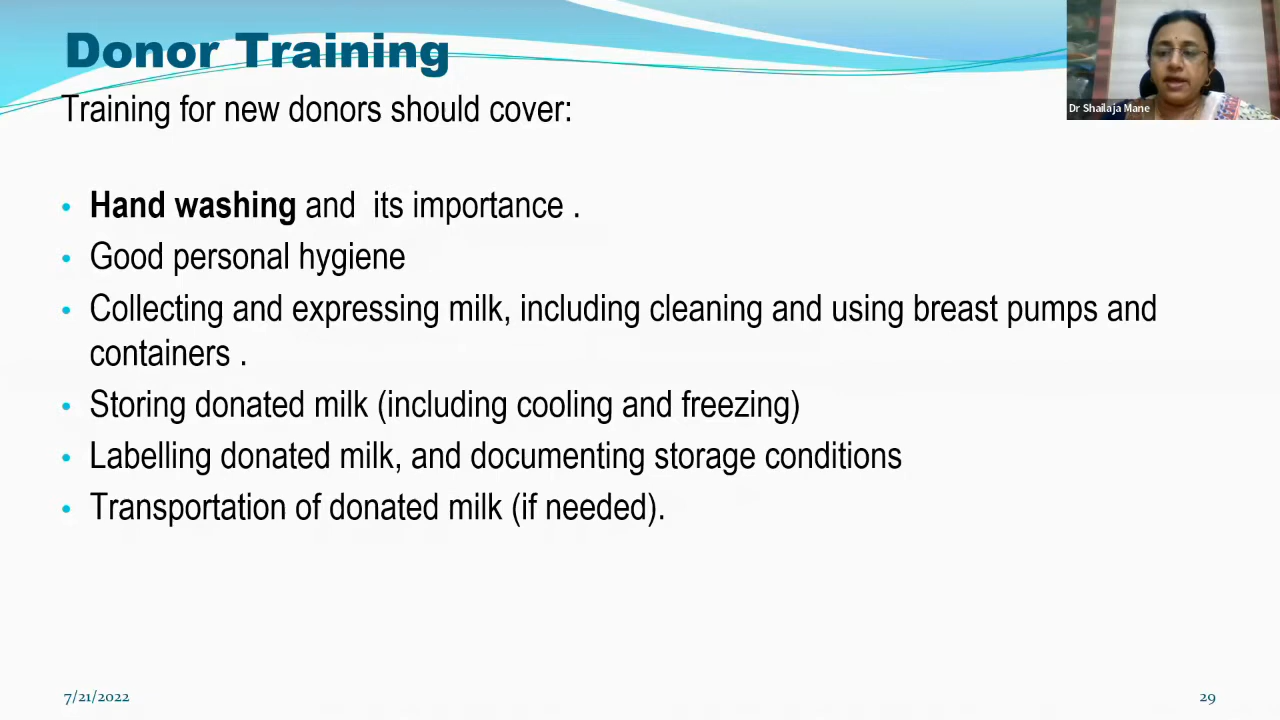 Donor Training
Dr Shailaja Mane
Training for new donors should cover:
• Hand washing and its importance .
• Good personal hygiene
• Collecting and expressing milk, including cleaning and using breast pumps and
containers .
• Storing donated milk (including cooling and freezing)
• Labelling donated milk, and documenting storage conditions
• Transportation of donated milk (if needed).
7/21/2022
29